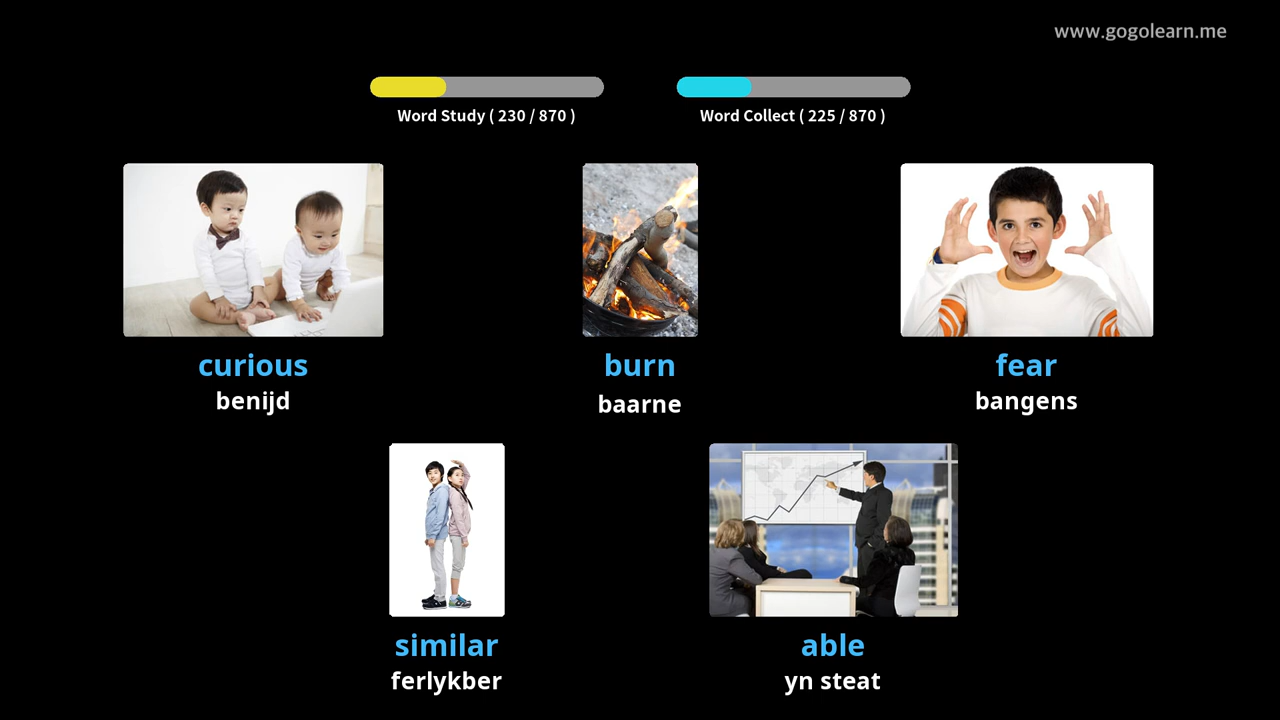 www.gogolearn.me
Word Study ( 230 / 870 )
Word Collect ( 225 / 870 )
curious
benijd
burn
baarne
fear
bangens
similar
ferlykber
able
yn steat